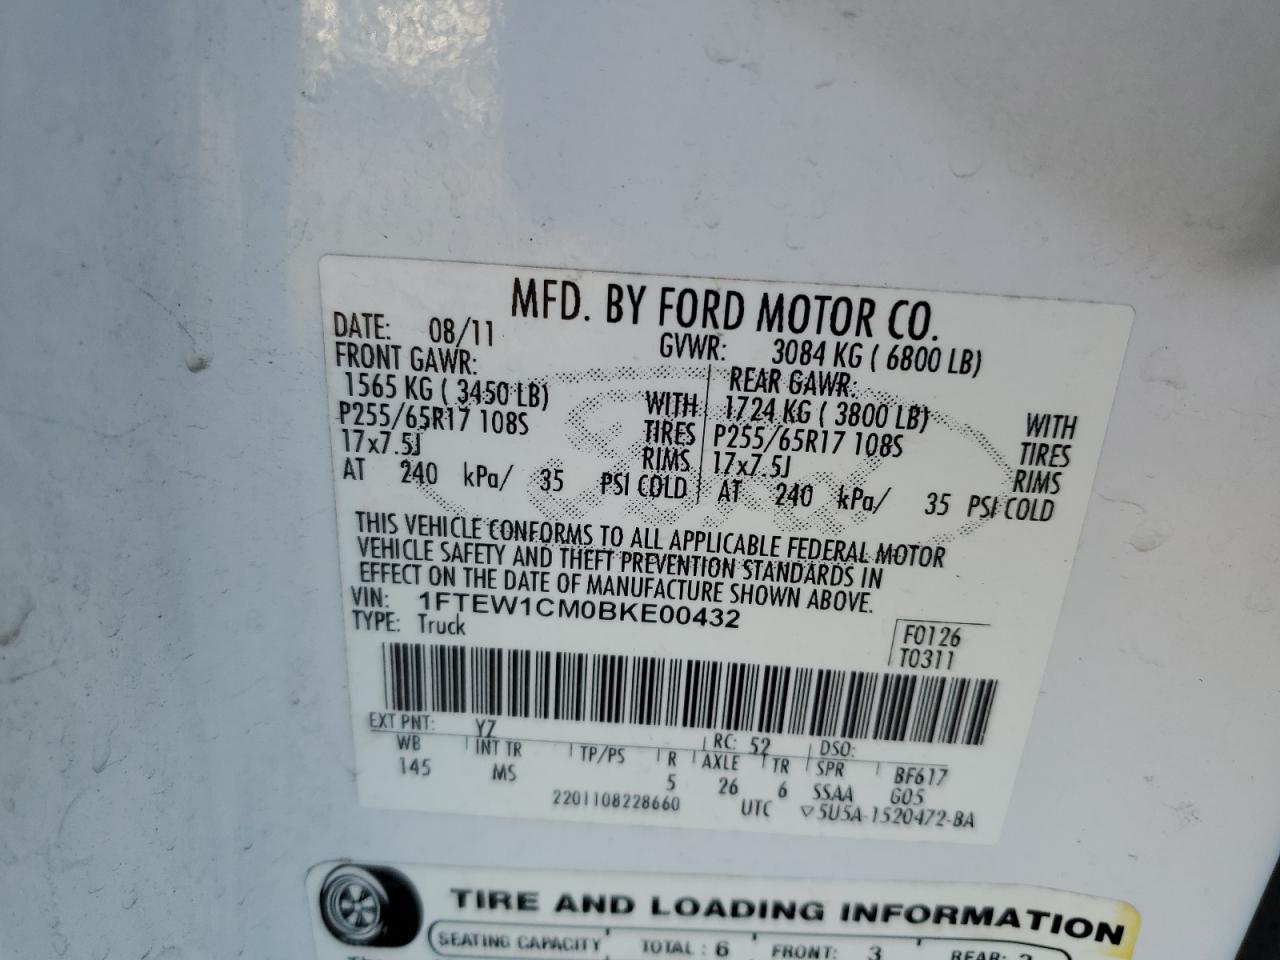 MFD. BY FORD MOTOR CO.
DATE: 08/11 GVWR: 3084 KG ( 6800 LB)
FRONT GAWR: REAR GAWR:
1565 KG ( 3450 LB) WITH 1724 KG ( 3800 LB) WITH
P255/65R17 108S TIRES P255/65R17 108S TIRES
17x7.5J RIMS 17x7.5J RIMS
AT 240 kPa/ 35 PSI COLD AT 240 kPa/ 35 PSI COLD
THIS VEHICLE CONFORMS TO ALL APPLICABLE FEDERAL MOTOR
VEHICLE SAFETY AND THEFT PREVENTION STANDARDS IN
EFFECT ON THE DATE OF MANUFACTURE SHOWN ABOVE.
VIN: 1FTEW1CM0BKE00432
TYPE: Truck
F0126
T0311
EXT PNT: YZ RC: 52 DSO:
WB INT TR TP/PS R AXLE TR SPR BF617
145 MS 5 26 6 SSAA G05
2201108228660 UTC ▽5U5A-1520472-BA
TIRE AND LOADING INFORMATION
SEATING CAPACITY TOTAL : 6 FRONT: 3 REAR: